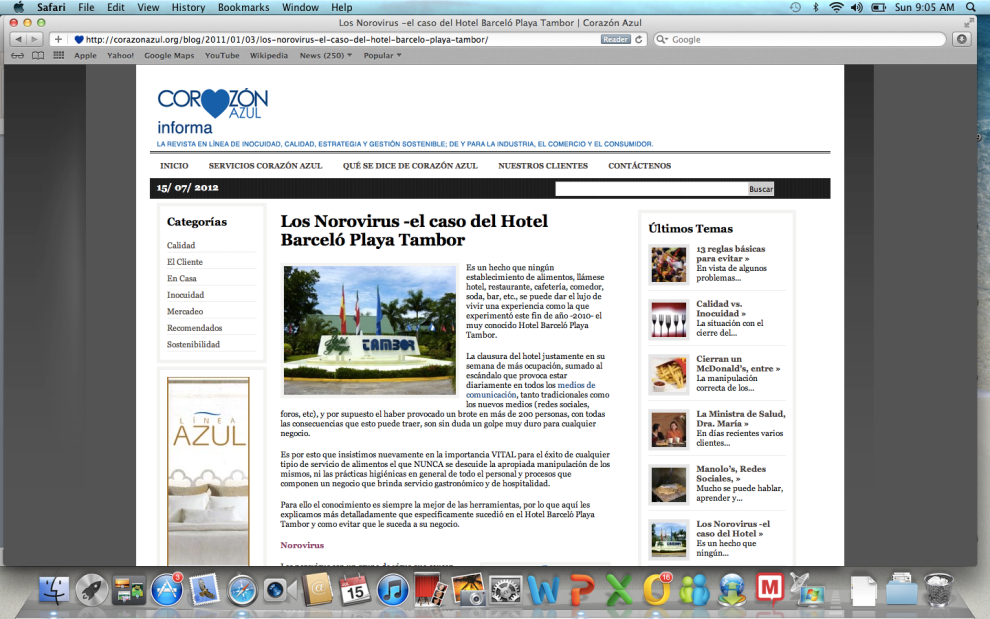 Safari File Edit View History Bookmarks Window Help
Sun 9:05 AM
Los Norovirus -el caso del Hotel Barceló Playa Tambor | Corazón Azul
http://corazonazul.org/blog/2011/01/03/los-norovirus-el-caso-del-hotel-barcelo-playa-tambor/
Reader
Google
Apple Yahoo! Google Maps YouTube Wikipedia News (250) Popular
CORAZÓN
AZUL
informa
LA REVISTA EN LÍNEA DE INOCUIDAD, CALIDAD, ESTRATEGIA Y GESTIÓN SOSTENIBLE; DE Y PARA LA INDUSTRIA, EL COMERCIO Y EL CONSUMIDOR.
INICIO SERVICIOS CORAZÓN AZUL QUÉ SE DICE DE CORAZÓN AZUL NUESTROS CLIENTES CONTÁCTENOS
15/ 07/ 2012
Buscar
Categorías
Calidad
El Cliente
En Casa
Inocuidad
Mercadeo
Recomendados
Sostenibilidad
LÍNEA
AZUL
Los Norovirus -el caso del Hotel
Barceló Playa Tambor
TAMBOR
Es un hecho que ningún
establecimiento de alimentos, llámese
hotel, restaurante, cafetería, comedor,
soda, bar, etc., se puede dar el lujo de
vivir una experiencia como la que
experimentó este fin de año -2010- el
muy conocido Hotel Barceló Playa
Tambor.
La clausura del hotel justamente en su
semana de más ocupación, sumado al
escándalo que provoca estar
diariamente en todos los medios de
comunicación, tanto tradicionales como
los nuevos medios (redes sociales,
foros, etc), y por supuesto el haber provocado un brote en más de 200 personas, con todas
las consecuencias que esto puede traer, son sin duda un golpe muy duro para cualquier
negocio.
Es por esto que insistimos nuevamente en la importancia VITAL para el éxito de cualquier
tpio de servicio de alimentos el que NUNCA se descuide la apropiada manipulación de los
mismos, ni las prácticas higiénicas en general de todo el personal y procesos que
componen un negocio que brinda servicio gastronómico y de hospitalidad.
Para ello el conocimiento es siempre la mejor de las herramientas, por lo que aquí les
explicamos más detalladamente que específicamente sucedió en el Hotel Barceló Playa
Tambor y como evitar que le suceda a su negocio.
Norovirus
Últimos Temas
13 reglas básicas
para evitar »
En vista de algunos
problemas...
Calidad vs.
Inocuidad »
La situación con el
cierre del...
Cierran un
McDonald's, entre »
La manipulación
correcta de los...
La Ministra de Salud,
Dra. María »
En días recientes varios
clientes...
Manolo's, Redes
Sociales, »
Mucho se puede hablar,
aprender y...
Los Norovirus -el
caso del Hotel »
Es un hecho que
ningún...
3
JUL
15
W P X O
16
M